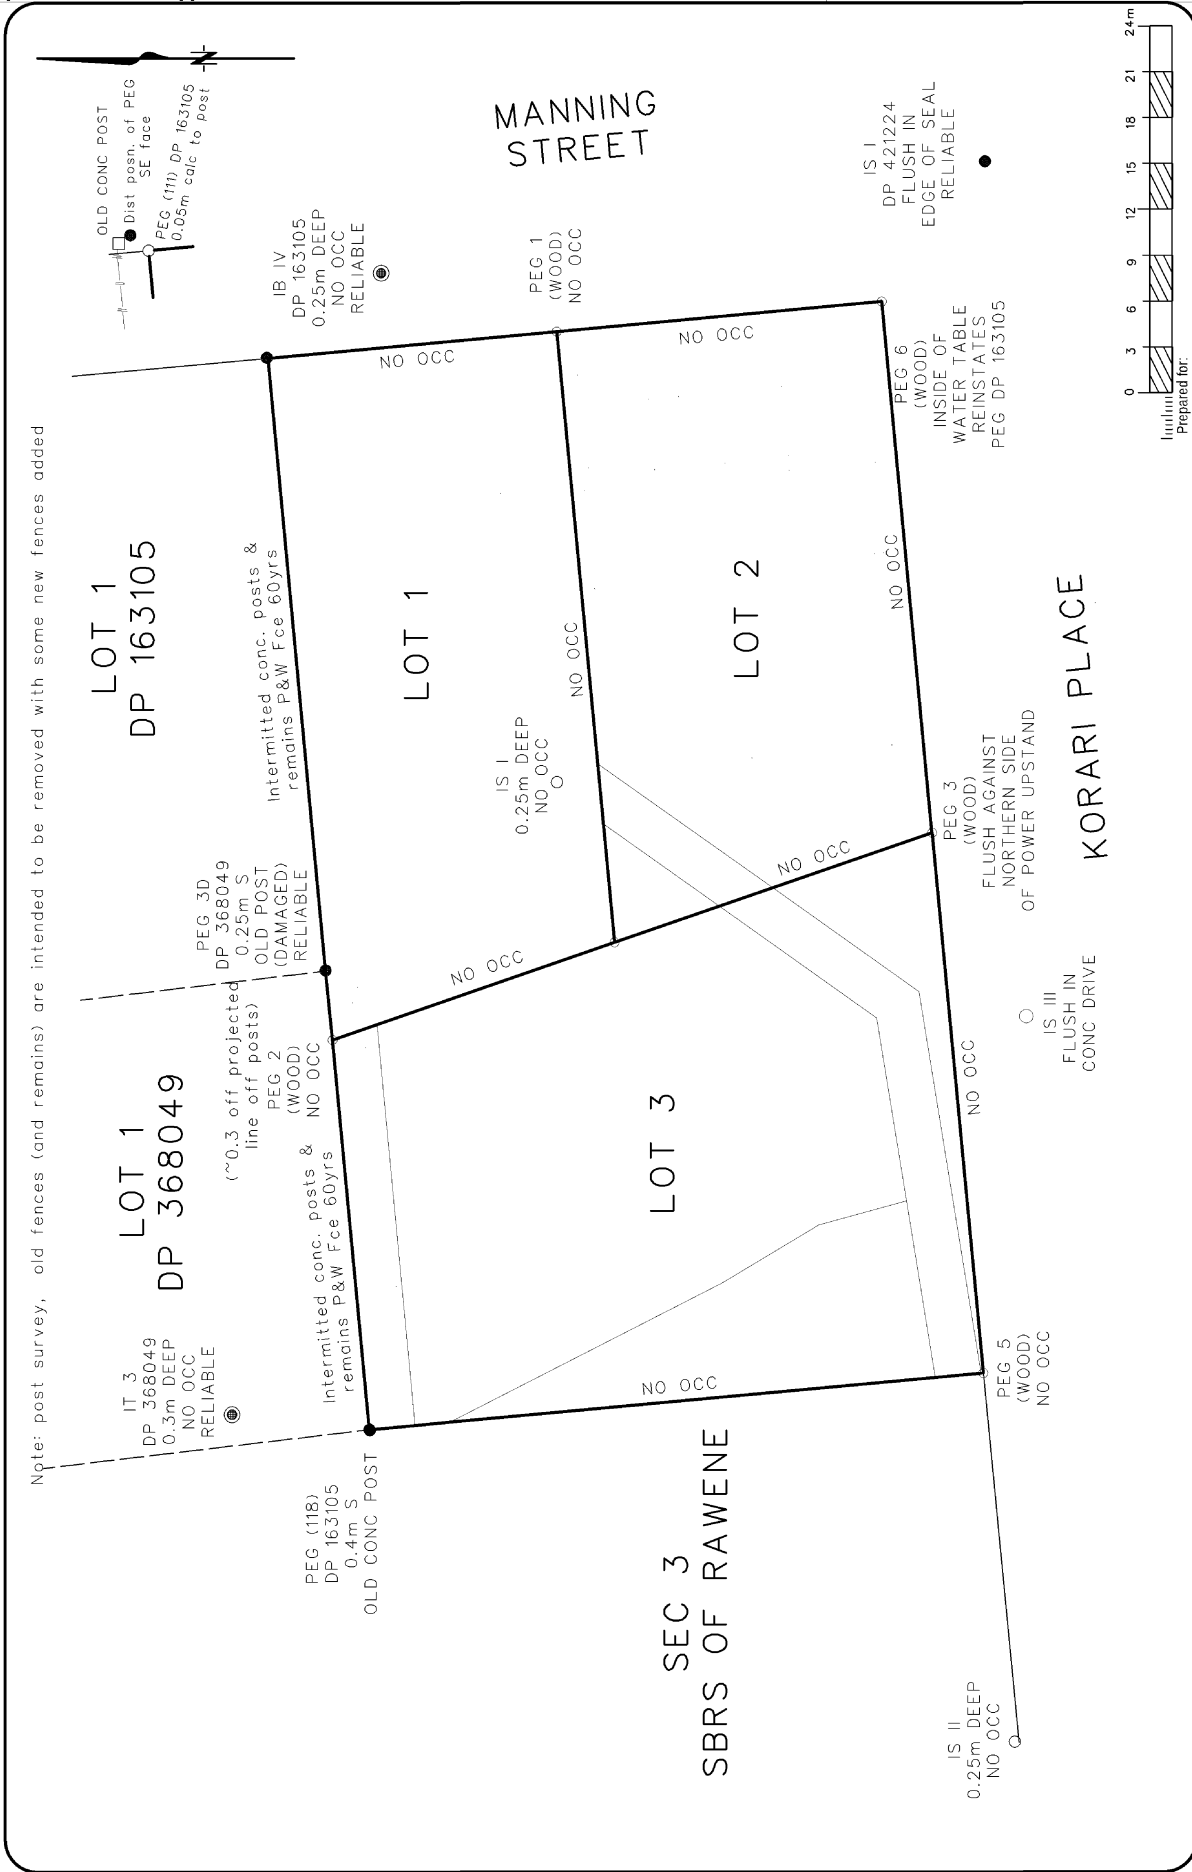 Note: post survey, old fences (and remains) are intended to be removed with some new fences added
LOT 1
DP 368049
LOT 1
DP 163105
OLD CONC POST
Dist posn. of PEG
SE face
PEG (111) DP 163105
0.05m calc to post
N
IT 3
DP 368049
0.3m DEEP
NO OCC
RELIABLE
PEG 3D
DP 368049
0.25m S
OLD POST
(DAMAGED)
RELIABLE
(~0.3 off projected
line off posts)
PEG 2
(WOOD)
NO OCC
Intermitted conc. posts &
remains P&W Fce 60yrs
Intermitted conc. posts &
remains P&W Fce 60yrs
IB IV
DP 163105
0.25m DEEP
NO OCC
RELIABLE
PEG (118)
DP 163105
0.4m S
OLD CONC POST
NO OCC
LOT 1
NO OCC
IS I
0.25m DEEP
NO OCC
NO OCC
PEG 1
(WOOD)
NO OCC
MANNING
STREET
SEC 3
SBRS OF RAWENE
NO OCC
LOT 3
LOT 2
NO OCC
NO OCC
NO OCC
NO OCC
IS I
DP 421224
FLUSH IN
EDGE OF SEAL
RELIABLE
PEG 6
(WOOD)
INSIDE OF
WATER TABLE
REINSTATES
PEG DP 163105
PEG 3
(WOOD)
FLUSH AGAINST
NORTHERN SIDE
OF POWER UPSTAND
PEG 5
(WOOD)
NO OCC
IS II
0.25m DEEP
NO OCC
IS III
FLUSH IN
CONC DRIVE
KORARI PLACE
0 3 6 9 12 15 18 21 24m
Prepared for: